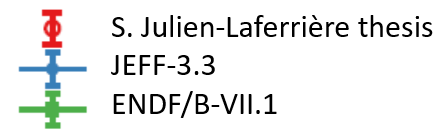 S. Julien-Laferrière thesis
JEFF-3.3
ENDF/B-VII.1